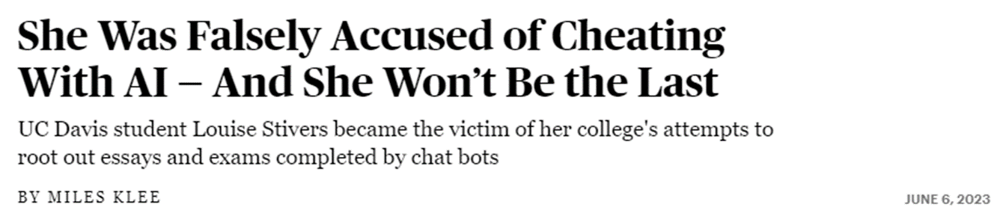 She Was Falsely Accused of Cheating
With AI — And She Won’t Be the Last
UC Davis student Louise Stivers became the victim of her college's attempts to
root out essays and exams completed by chat bots
BY MILES KLEE
JUNE 6, 2023